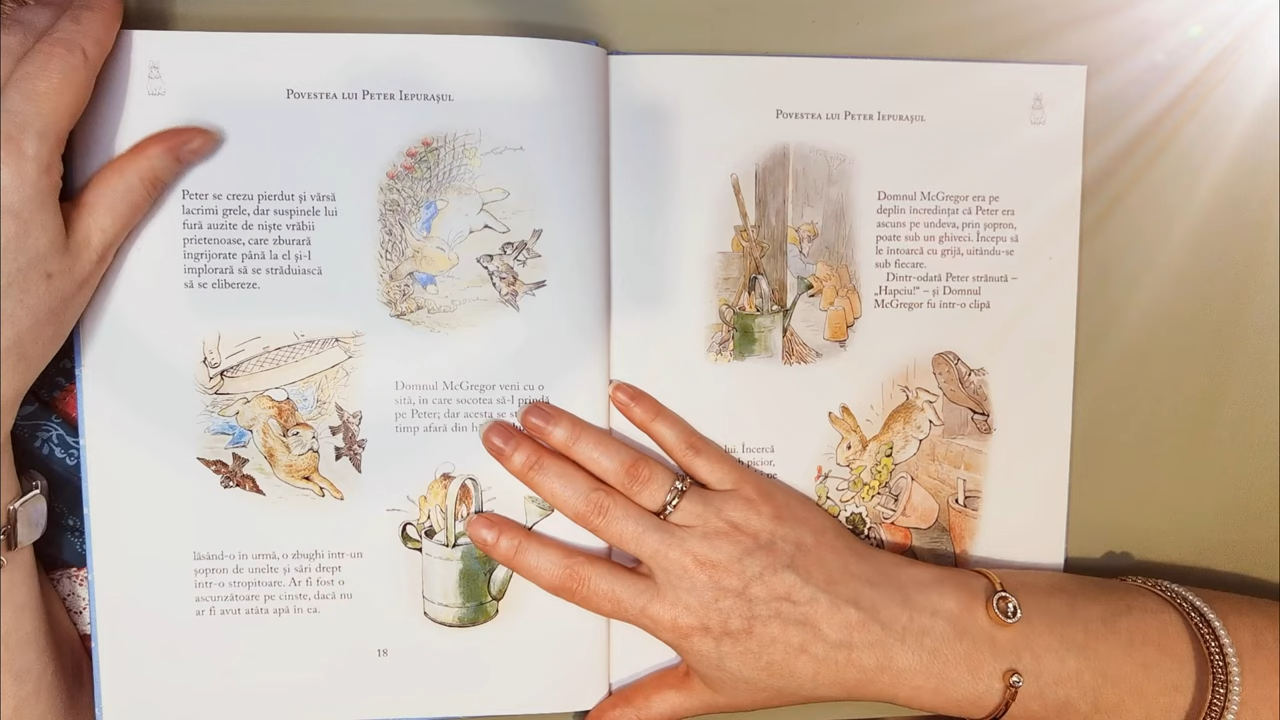 POVESTEA LUI PETER IEPURAȘUL
Peter se crezu pierdut și vărsă
lacrimi grele, dar suspinele lui
fură auzite de niște vrăbii
prietenoase, care zburară
îngrijorate până la el și-l
implorară să se străduiască
să se elibereze.
Domnul McGregor veni cu o
sită, în care socotea să-l prindă
pe Peter; dar acesta se
timp afară din
lăsând-o în urmă, o zbughi într-un
șopron de unelte și sări drept
într-o stropitoare. Ar fi fost o
ascunzătoare pe cinste, dacă nu
ar fi avut atâta apă în ea.
18
POVESTEA LUI PETER IEPURAȘUL
Domnul McGregor era pe
deplin încredințat că Peter era
ascuns pe undeva, prin șopron,
poate sub un ghiveci. Începu să
le întoarcă cu grijă, uitându-se
sub fiecare.
Dintr-odată Peter strănută –
„Hapciu!” – și Domnul
McGregor fu într-o clipă
lui. Încercă
picior,
pe